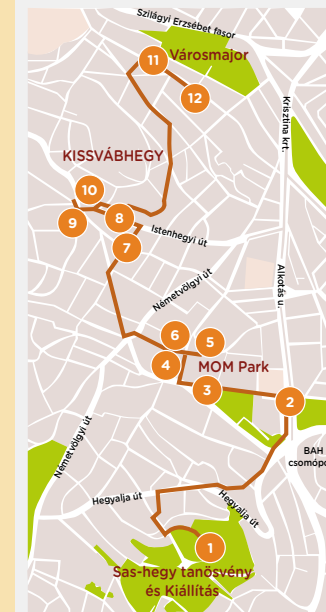 Szilágyi Erzsébet fasor
11
Városmajor
12
Krisztina krt.
KISSVÁBHEGY
10
9
8
7
Istenhegyi út
Németvölgyi út
Alkotás u.
6
5
4
MOM Park
3
2
BAH
Németvölgyi út
Hegyalja út
Hegyalja út
1
Sas-hegy tanösvény
és Kiállítás